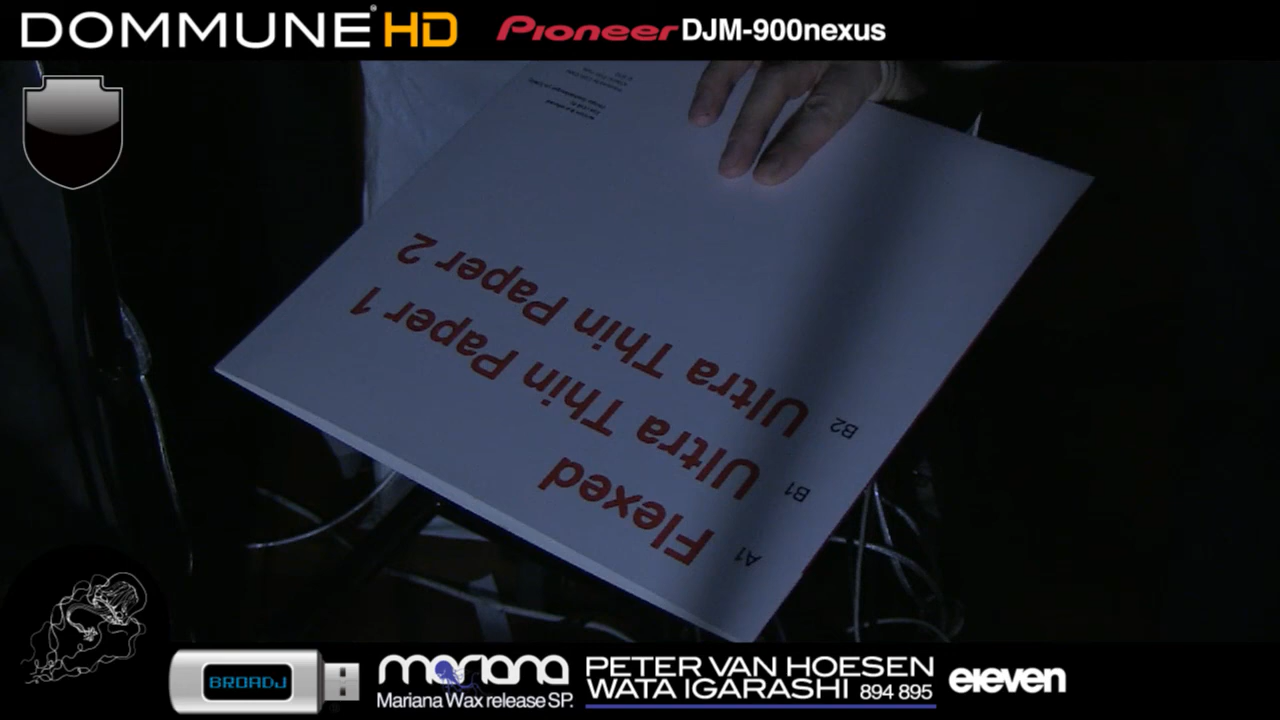 DOMMUNE HD
Pioneer DJM-900nexus
A1 Flexed
B1 Ultra Thin Paper 1
B2 Ultra Thin Paper 2
BROADJ
mariana
Mariana Wax release SP.
PETER VAN HOESEN
WATA IGARASHI 894 895
eleven